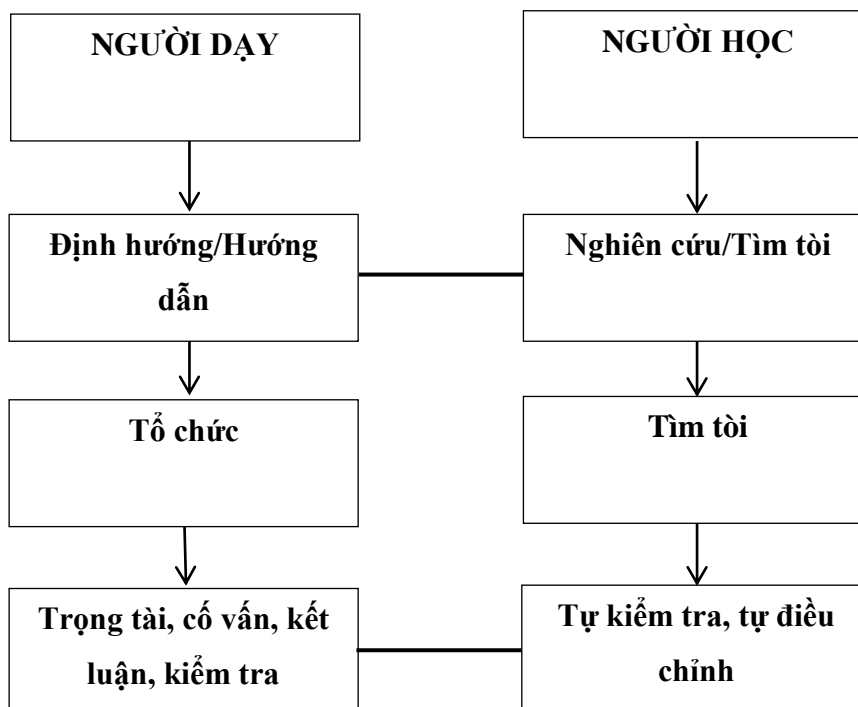 NGƯỜI DẠY
NGƯỜI HỌC
Định hướng/Hướng
dẫn
Nghiên cứu/Tìm tòi
Tổ chức
Tìm tòi
Trọng tài, cố vấn, kết
luận, kiểm tra
Tự kiểm tra, tự điều
chỉnh